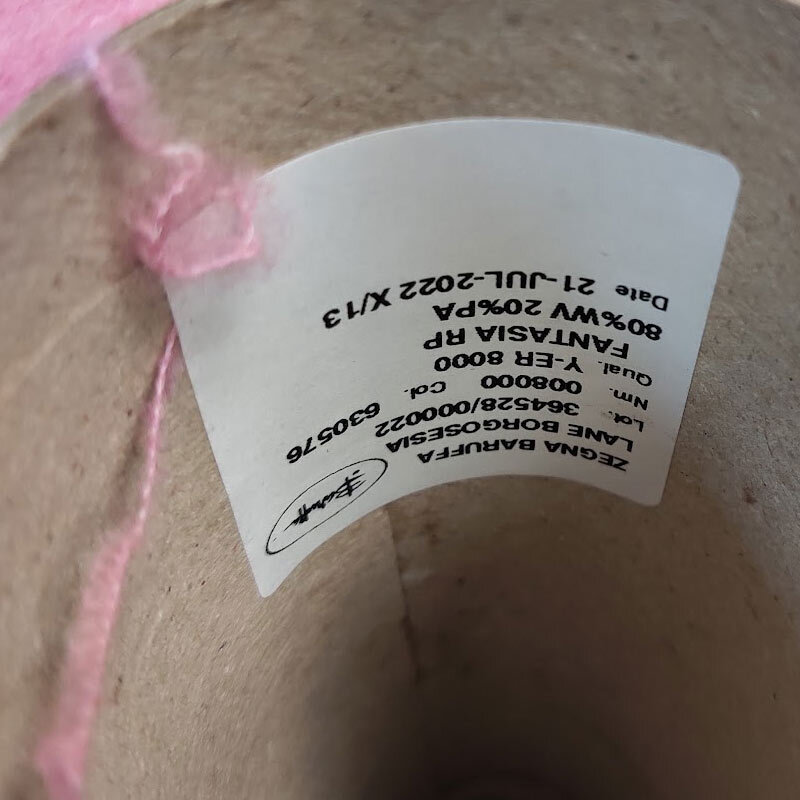 ZEGNA BARUFFA
LANE BORGOSESIA
Lot. 364528/000022
Nm. 008000 Col. 630576
Qual. Y-ER 8000
FANTASIA RP
80%WV 20%PA
Date 21-JUL-2022 X/13
Baruffa